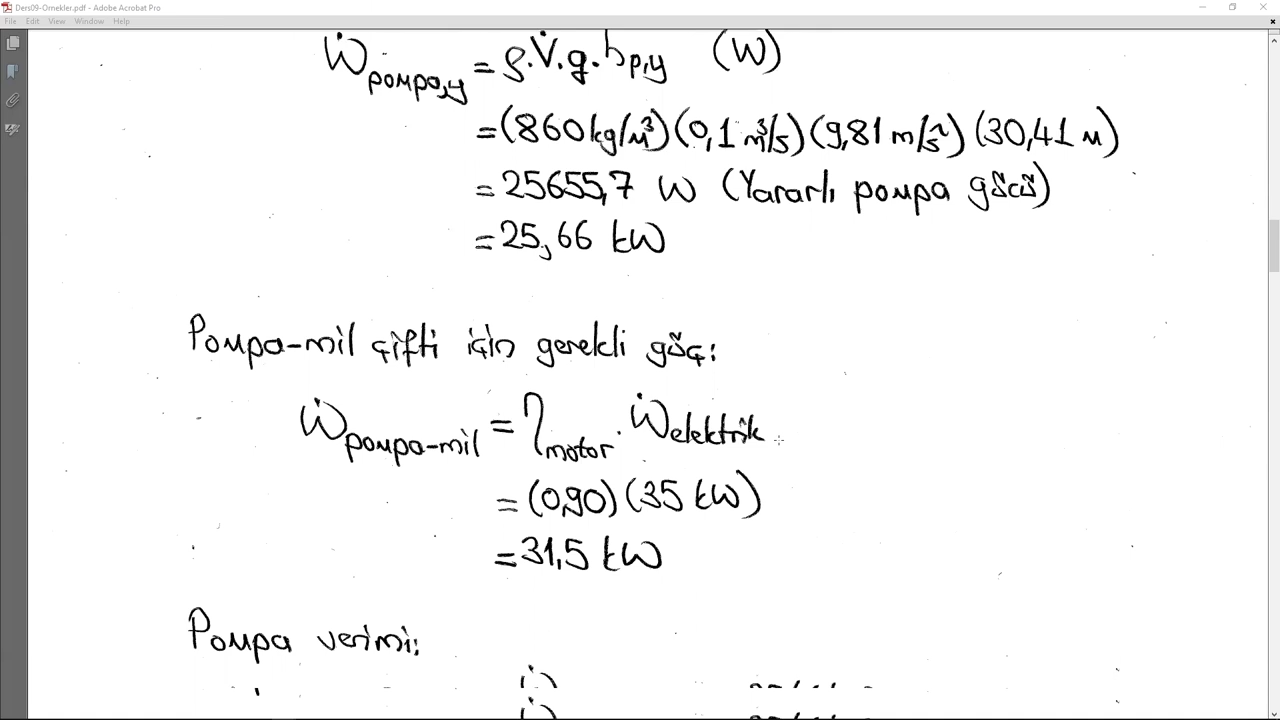 Ders09-Ornekler.pdf - Adobe Acrobat Pro
File Edit View Window Help
Ẇpompa,y = ρ.V̇.g.hp,y (W)
=(860 kg/m³)(0,1 m³/s)(9,81 m/s²)(30,41 m)
= 25655,7 W (Yararlı pompa gücü)
= 25,66 kW
Pompa-mil çifti için gerekli güç:
Ẇpompa-mil = ηmotor.Ẇelektrik
= (0,90)(35 kW)
= 31,5 kW
Pompa verimi: